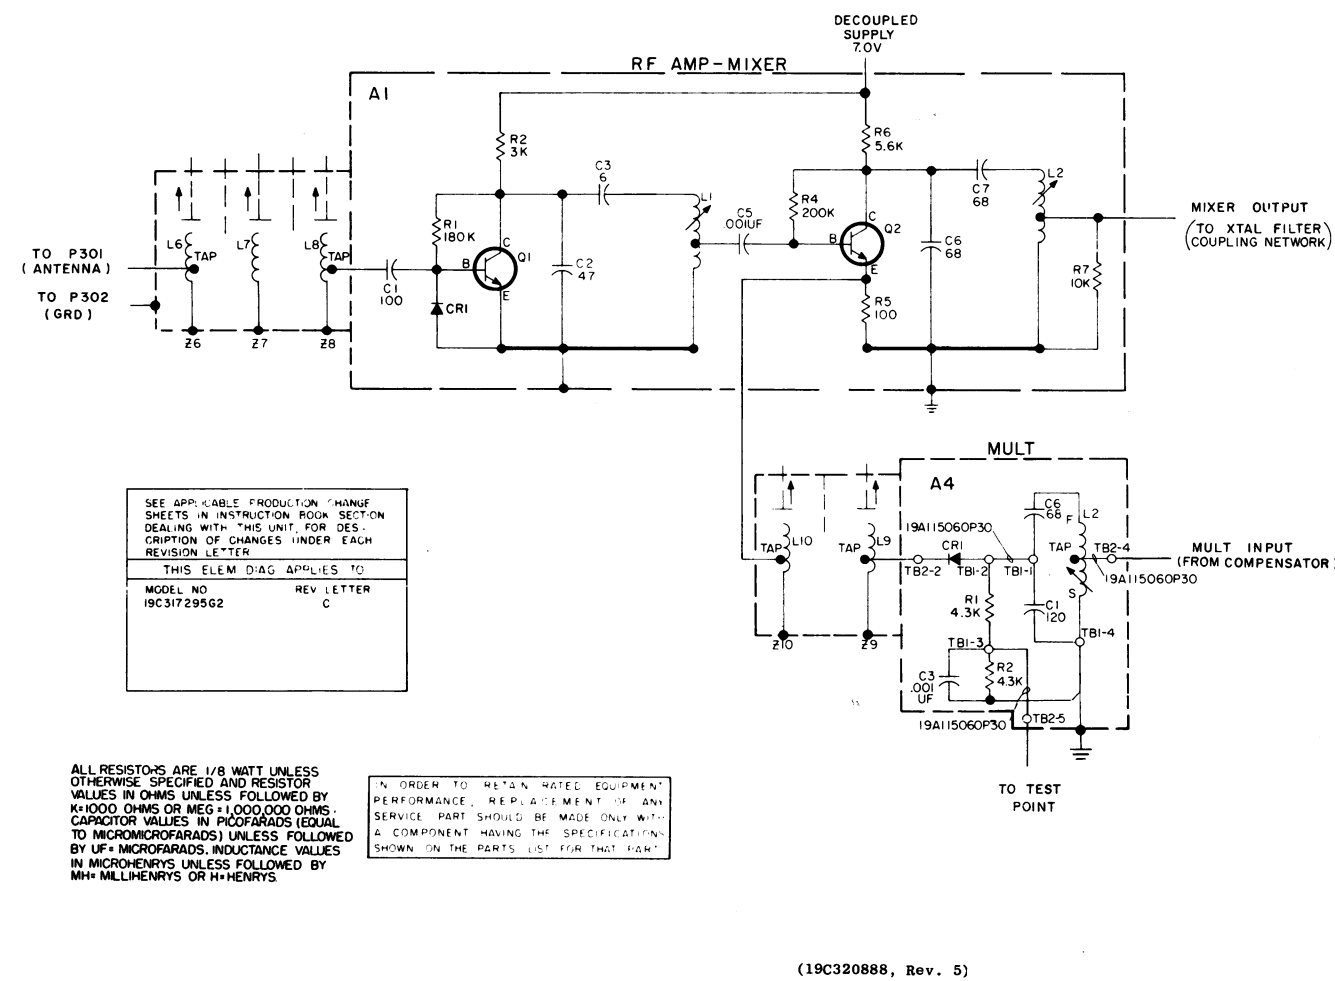 DECOUPLED
SUPPLY
7.0V
RF AMP-MIXER
A1
R2
3K
R6
5.6K
C3
6
C7
68
L2
L1
R1
180K
R4
200K
C5
.001UF
C
B
Q1
E
C
B
Q2
E
C2
47
C6
68
R5
100
R7
10K
CR1
C1
100
MIXER OUTPUT
(TO XTAL FILTER
COUPLING NETWORK)
TO P301
(ANTENNA)
TO P302
(GRD)
L6
TAP
L7
L8
TAP
Z6
Z7
Z8
MULT
A4
C6
68
F
L2
19A115060P30
CR1
TAP
L10
TAP
L9
TB2-2
TB1-2
TB1-1
TAP
TB2-4
MULT INPUT
(FROM COMPENSATOR)
19A115060P30
S
R1
4.3K
C1
120
TB1-4
TB1-3
R2
4.3K
C3
.001
UF
Z10
Z9
19A115060P30
TB2-5
TO TEST
POINT
SEE APPLICABLE PRODUCTION CHANGE
SHEETS IN INSTRUCTION BOOK SECTION
DEALING WITH THIS UNIT, FOR DES-
CRIPTION OF CHANGES UNDER EACH
REVISION LETTER
THIS ELEM DIAG APPLIES TO
MODEL NO REV LETTER
19C317295G2 C
ALL RESISTORS ARE 1/8 WATT UNLESS
OTHERWISE SPECIFIED AND RESISTOR
VALUES IN OHMS UNLESS FOLLOWED BY
K=1000 OHMS OR MEG = 1,000,000 OHMS.
CAPACITOR VALUES IN PICOFARADS (EQUAL
TO MICROMICROFARADS) UNLESS FOLLOWED
BY UF= MICROFARADS. INDUCTANCE VALUES
IN MICROHENRYS UNLESS FOLLOWED BY
MH= MILLIHENRYS OR H=HENRYS.
IN ORDER TO RETAIN RATED EQUIPMENT
PERFORMANCE, REPLACEMENT OF ANY
SERVICE PART SHOULD BE MADE ONLY WITH
A COMPONENT HAVING THE SPECIFICATIONS
SHOWN ON THE PARTS LIST FOR THAT PART
(19C320888, Rev. 5)